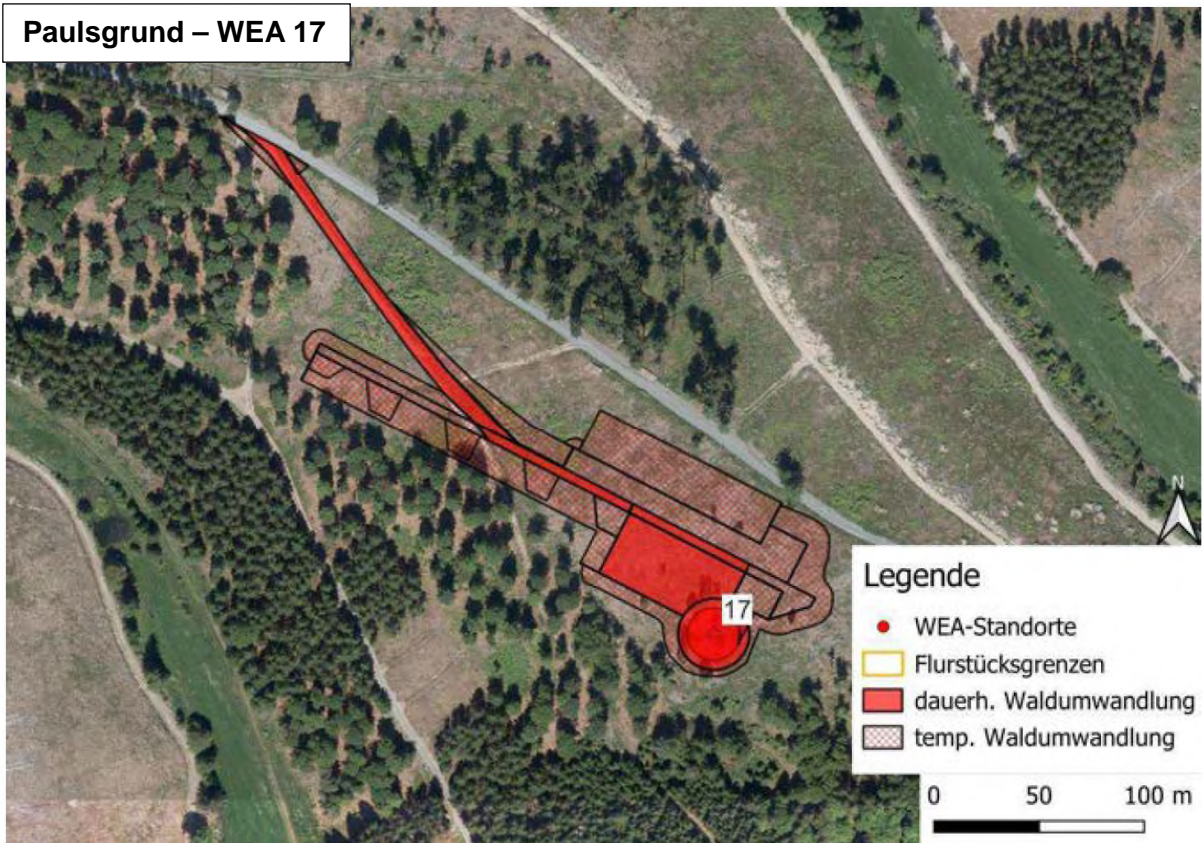 Paulsgrund – WEA 17
17
N
Legende
WEA-Standorte
Flurstücksgrenzen
dauerh. Waldumwandlung
temp. Waldumwandlung
0 50 100 m